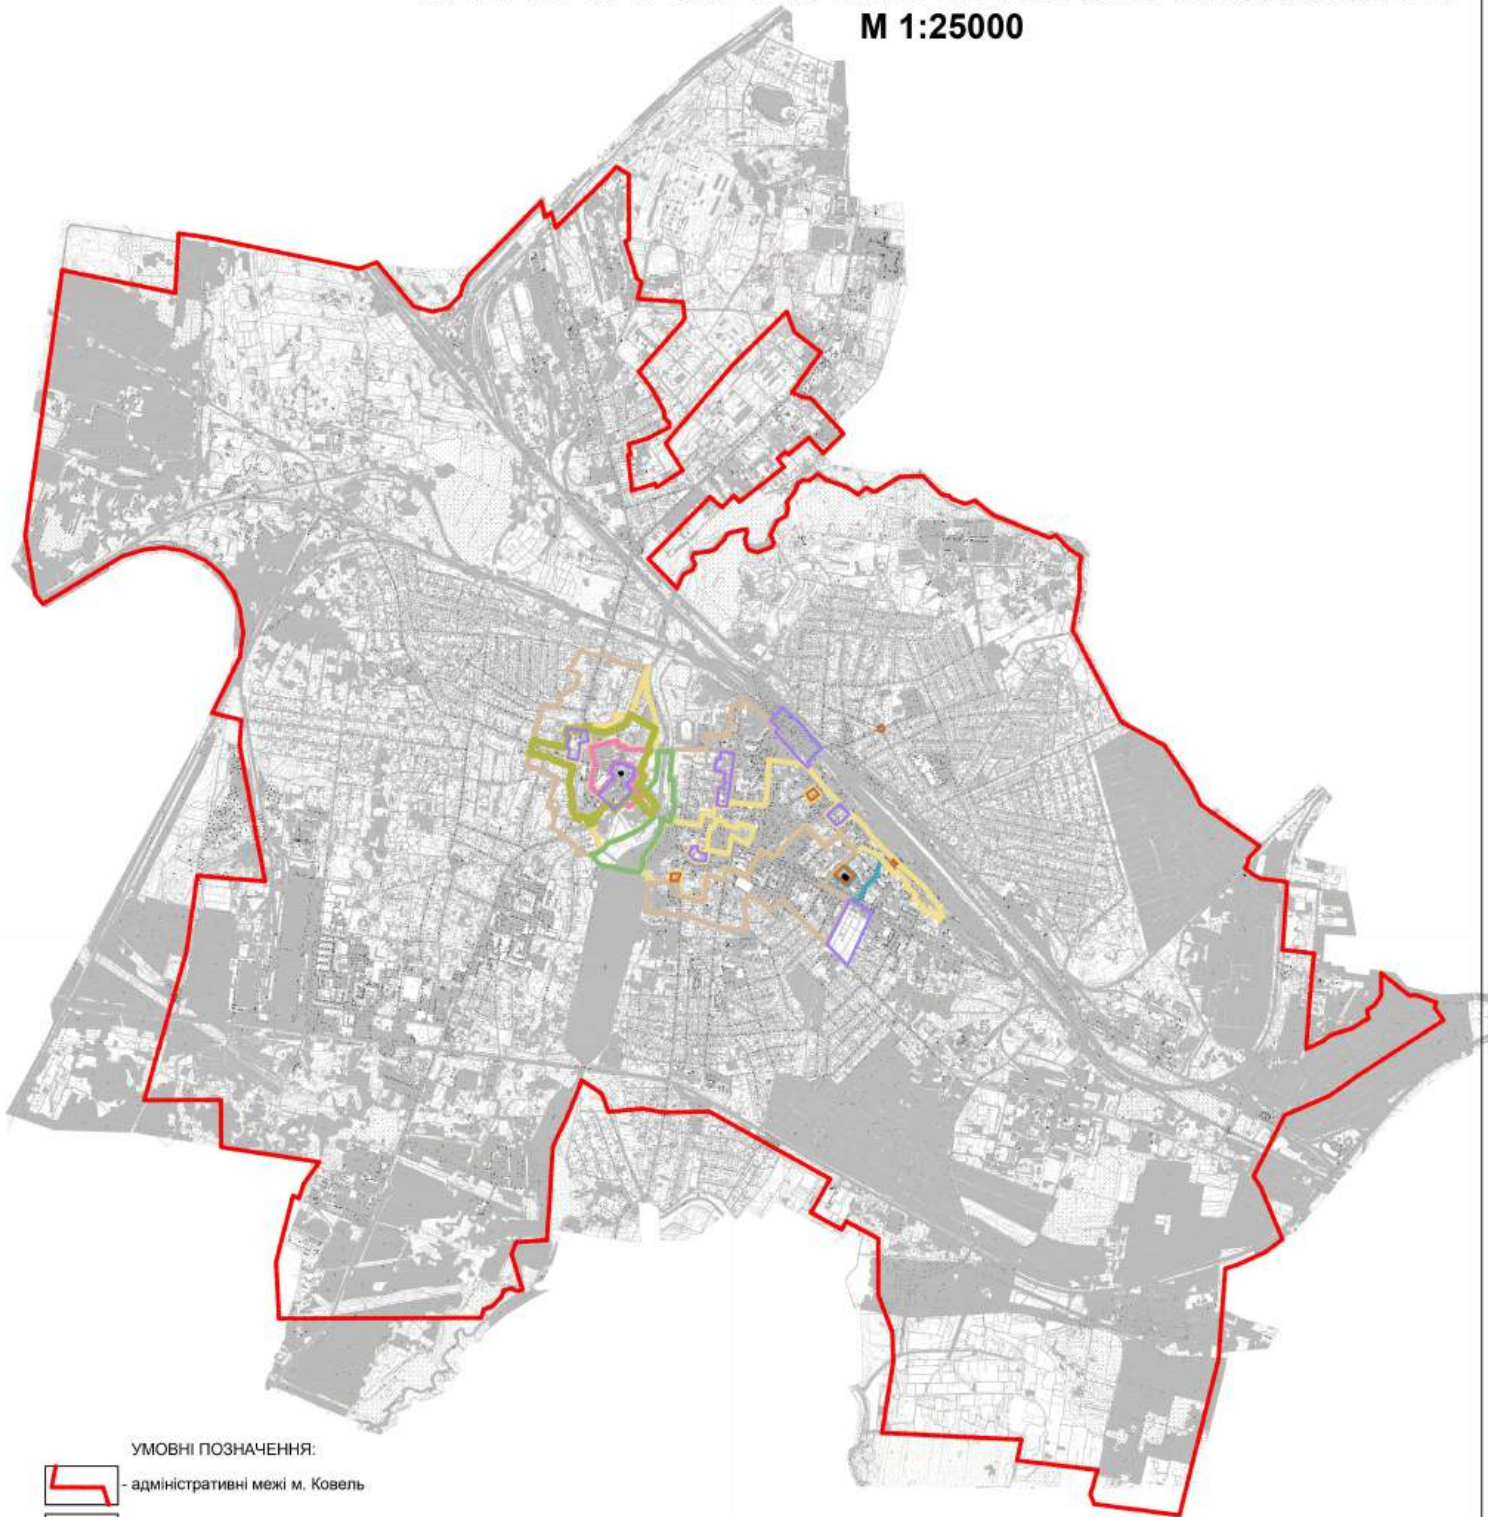 М 1:25000
УМОВНІ ПОЗНАЧЕННЯ:
- адміністративні межі м. Ковель